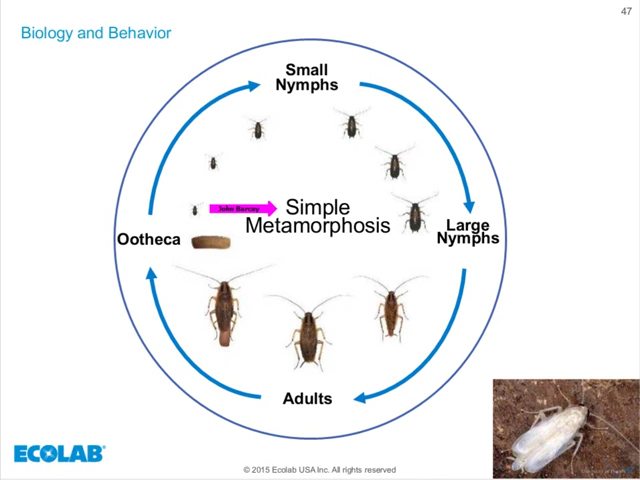 47
Biology and Behavior
Small
Nymphs
John Barcay
Simple
Metamorphosis
Ootheca
Large
Nymphs
Adults
ECOLAB®
© 2015 Ecolab USA Inc. All rights reserved